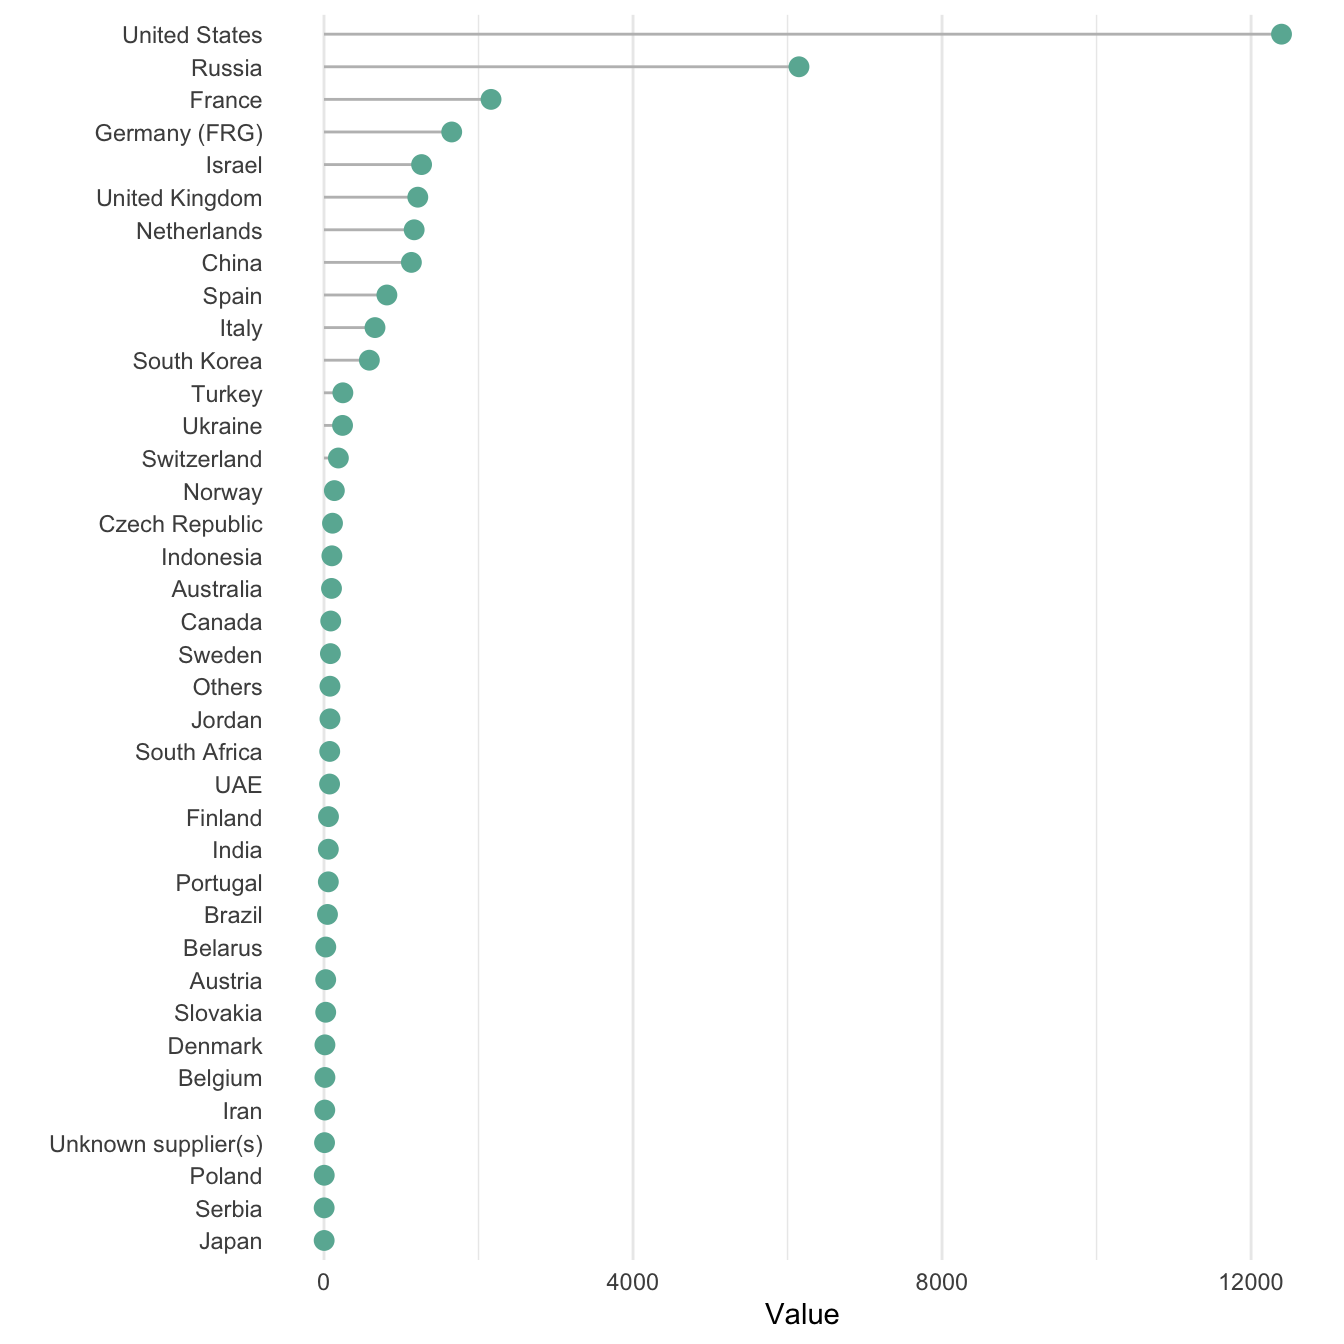 United States
Russia
France
Germany (FRG)
Israel
United Kingdom
Netherlands
China
Spain
Italy
South Korea
Turkey
Ukraine
Switzerland
Norway
Czech Republic
Indonesia
Australia
Canada
Sweden
Others
Jordan
South Africa
UAE
Finland
India
Portugal
Brazil
Belarus
Austria
Slovakia
Denmark
Belgium
Iran
Unknown supplier(s)
Poland
Serbia
Japan
0 4000 8000 12000
Value